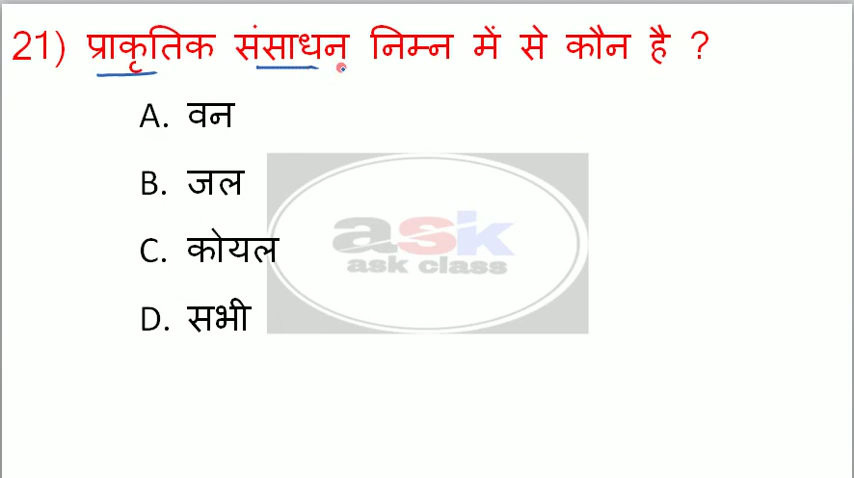 21) प्राकृतिक संसाधन निम्न में से कौन है ?
A. वन
B. जल
C. कोयल
D. सभी
ask
ask class